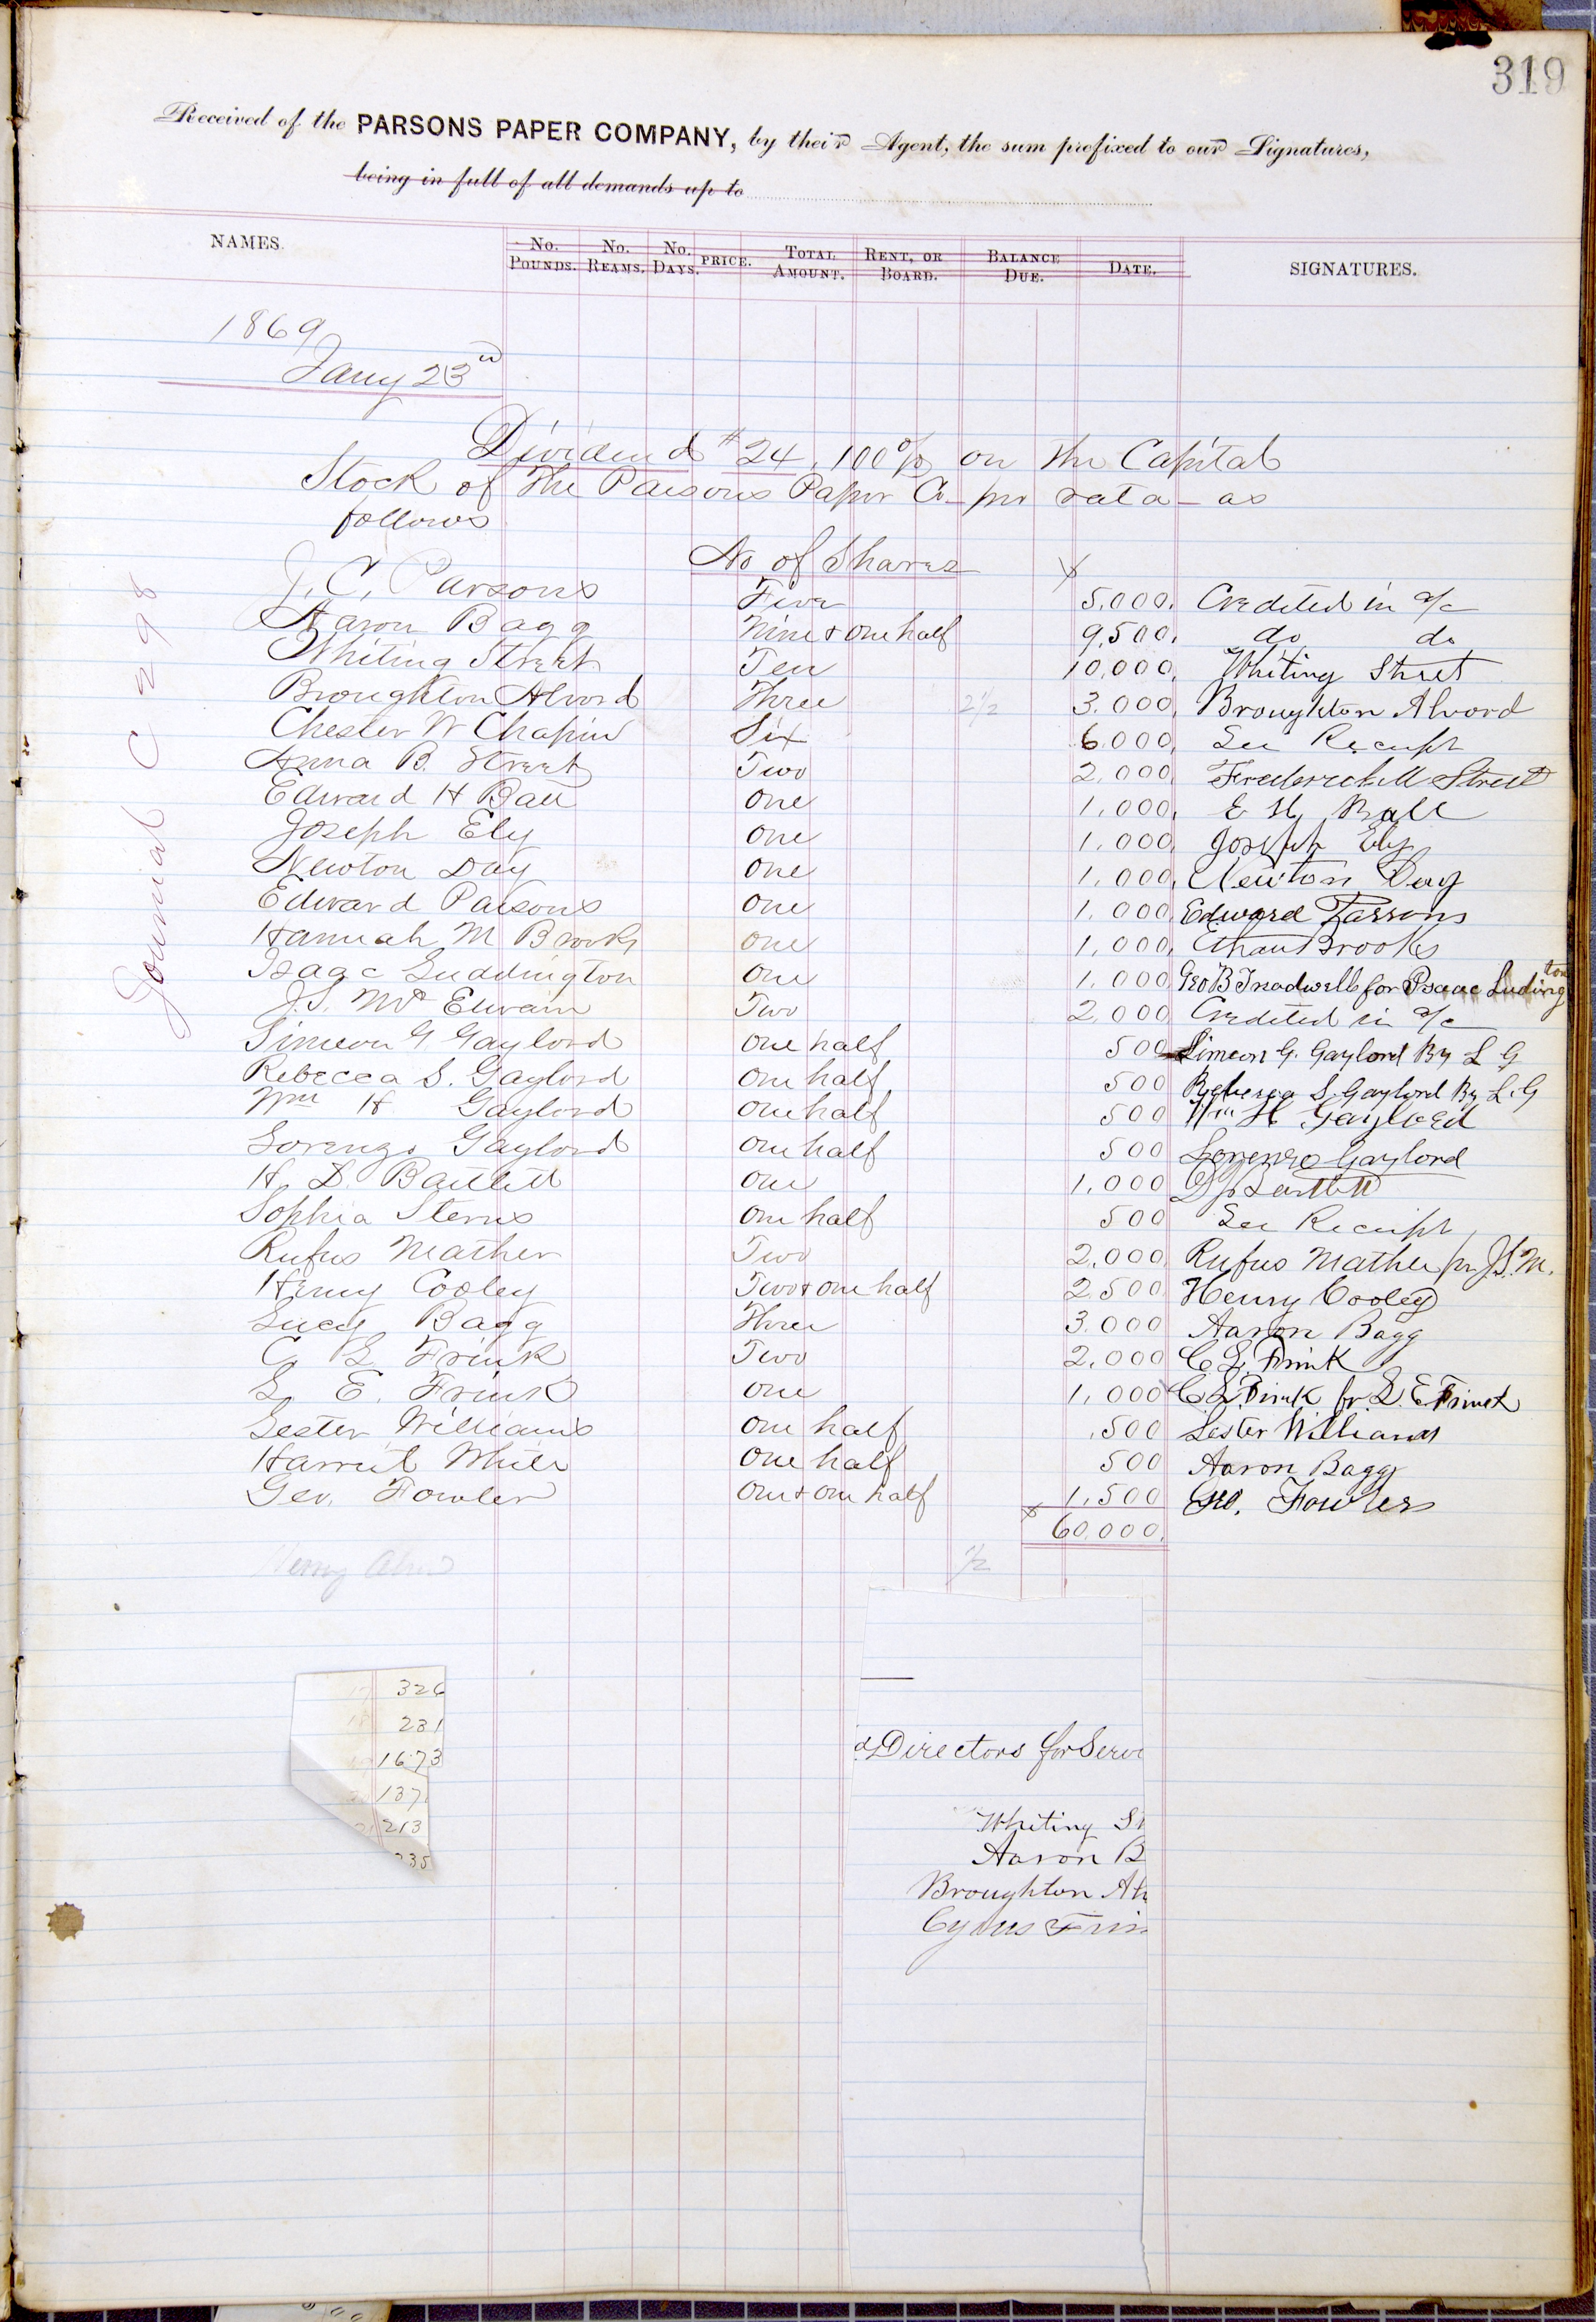 319
Received of the PARSONS PAPER COMPANY, by their Agent, the sum prefixed to our Signatures,
being in full of all demands up to
NAMES. No. Pounds. No. Reams. No. Days. Price. Total Amount. Rent, or Board. Balance Due. Date. SIGNATURES.
1869
Jany 23d
Dividend #24, 100% on the Capital
Stock of The Parsons Paper Co - pro rata - as
follows
No of Shares $
J. C. Parsons Five 5,000. Credited in a/c
Aaron Bagg Nine & one half 9,500. do do
Whiting Street Ten 10,000. Whiting Street
Broughton Alvord Three 2 1/2 3.000. Broughton Alvord
Chester W Chapin Six 6.000. See Receipt
Anna B. Street Two 2,000. Frederick M Street
Edward H Ball One 1,000. E H Ball
Joseph Ely One 1,000. Joseph Ely
Newton Day One 1,000. Newton Day
Edward Parsons One 1,000. Edward Parsons
Hannah M Brooks One 1,000. Ethan Brooks
Isaac Luddington One 1,000. Geo B Treadwell for Isaac Ludington
J. S. McElwain Two 2,000 Credited in a/c
Simeon G Gaylord One half 500 Simeon G. Gaylord By L G
Rebecca S. Gaylord One half 500 Rebecca S. Gaylord By L. G
Wm H Gaylord One half 500 Wm H Gaylord
Lorenzo Gaylord One half 500 Lorenzo Gaylord
H. D. Bartlett One 1,000 Bartlett
Sophia Sterns One half 500 See Receipt
Rufus Mather Two 2,000. Rufus Mather pr J.S.M.
Henry Cooley Two & one half 2,500 Henry Cooley
Lucy Bagg Three 3.000 Aaron Bagg
C L Frink Two 2,000 C L Frink
L. E. Frink One 1,000 C L Frink for L. E Frink
Lester Williams One half 500 Lester Williams
Harriet White One half 500 Aaron Bagg
Geo. Fowler One & one half 1,500 Geo. Fowler
$ 60.000.
1/2
Journal C 298
326
231
1673
137
213
235
d Directors for Serv
Whiting St
Aaron B
Broughton Al
Cyrus Frin